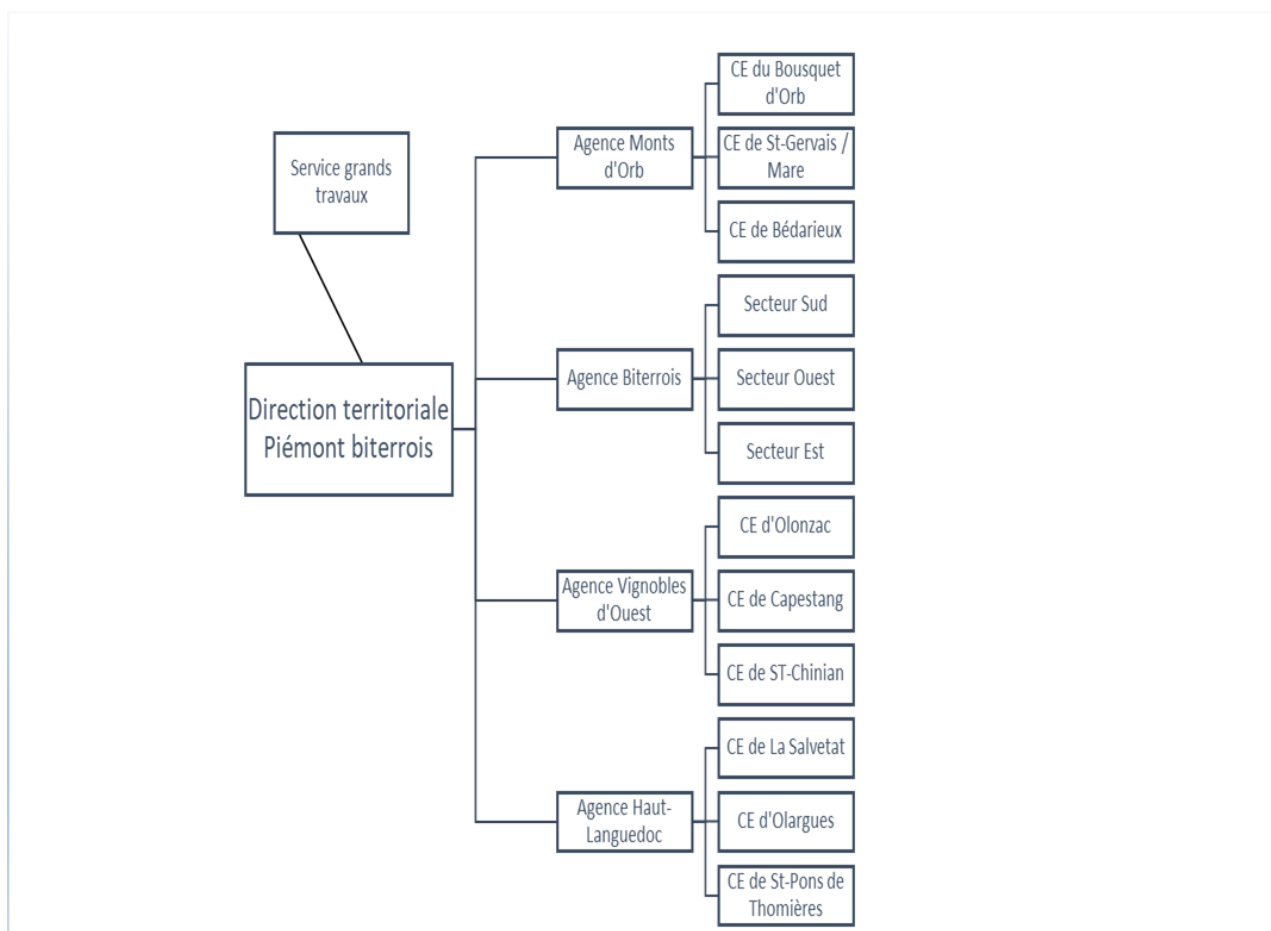 Service grands
travaux
Direction territoriale
Piémont biterrois
Agence Monts
d'Orb
CE du Bousquet
d'Orb
CE de St-Gervais /
Mare
CE de Bédarieux
Agence Biterrois
Secteur Sud
Secteur Ouest
Secteur Est
Agence Vignobles
d'Ouest
CE d'Olonzac
CE de Capestang
CE de ST-Chinian
Agence Haut-
Languedoc
CE de La Salvetat
CE d'Olargues
CE de St-Pons de
Thomières